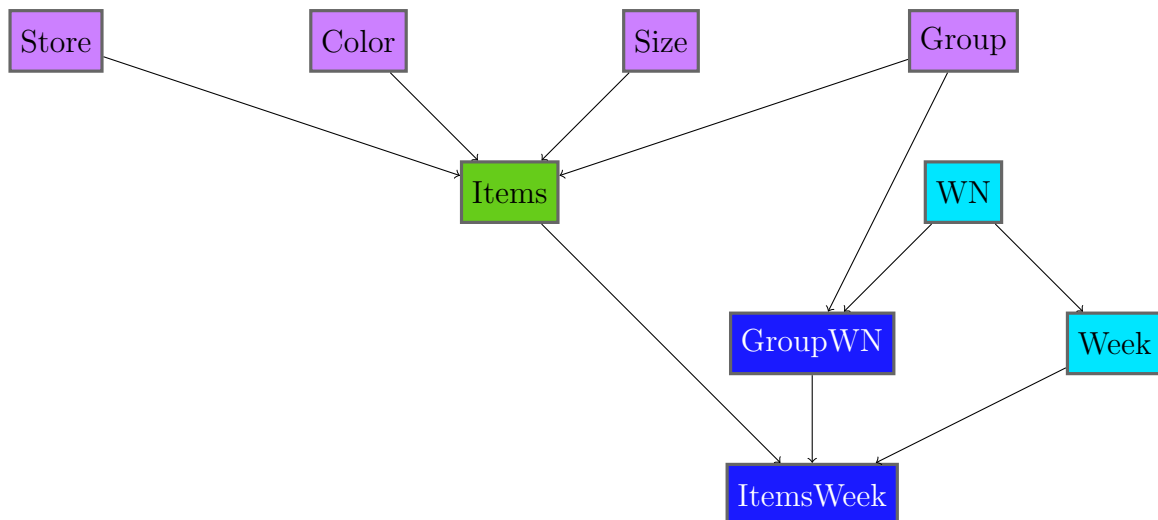 Store
Color
Size
Group
Items
WN
GroupWN
Week
ItemsWeek